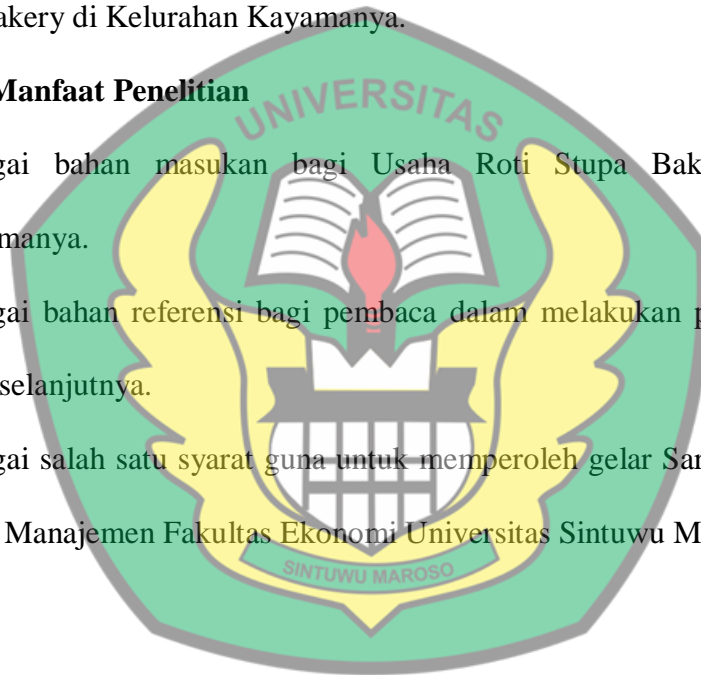 akery di Kelurahan Kayamanya.
Manfaat Penelitian
UNIVERSITAS
gai bahan masukan bagi Usaha Roti Stupa Bak
manya.
gai bahan referensi bagi pembaca dalam melakukan p
selanjutnya.
gai salah satu syarat guna untuk memperoleh gelar Sar
Manajemen Fakultas Ekonomi Universitas Sintuwu M
SINTUWU MAROSO